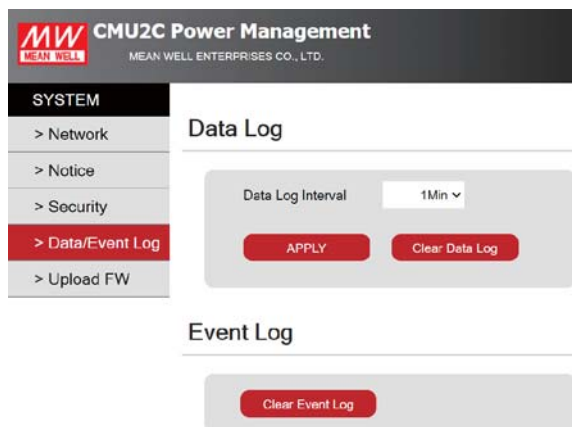 MW
MEAN WELL
CMU2C Power Management
MEAN WELL ENTERPRISES CO., LTD.
SYSTEM
> Network
> Notice
> Security
> Data/Event Log
> Upload FW
Data Log
Data Log Interval 1Min
APPLY Clear Data Log
Event Log
Clear Event Log